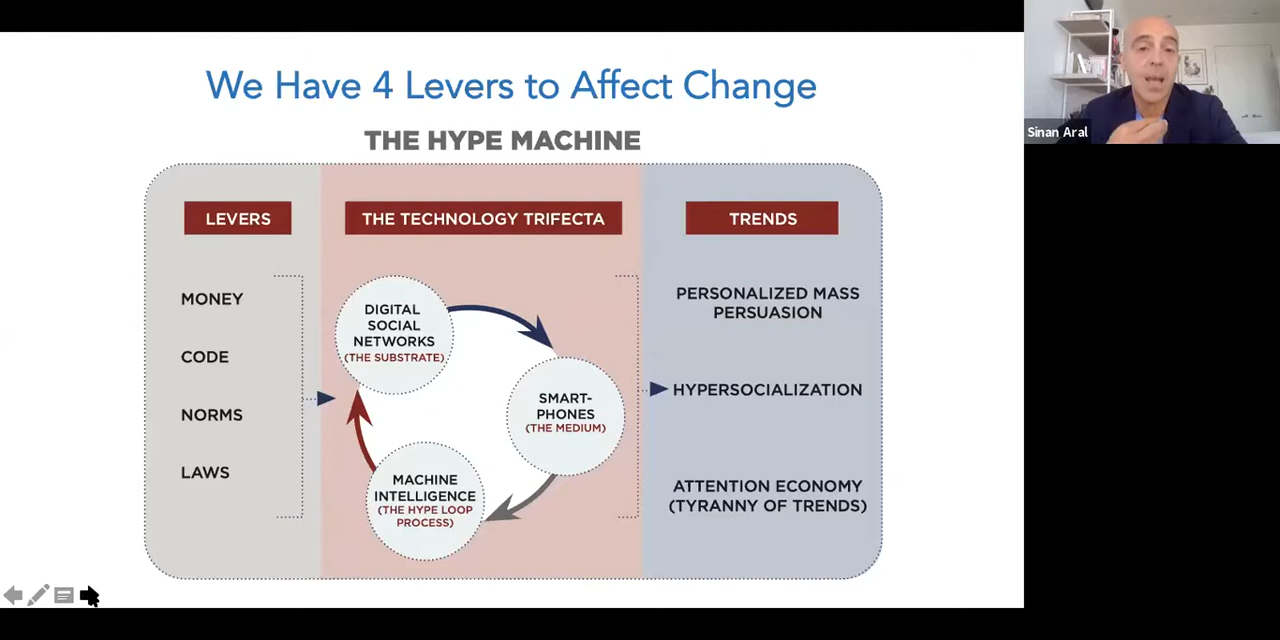 We Have 4 Levers to Affect Change
THE HYPE MACHINE
LEVERS
MONEY
CODE
NORMS
LAWS
THE TECHNOLOGY TRIFECTA
DIGITAL
SOCIAL
NETWORKS
(THE SUBSTRATE)
SMART-
PHONES
(THE MEDIUM)
MACHINE
INTELLIGENCE
(THE HYPE LOOP
PROCESS)
TRENDS
PERSONALIZED MASS
PERSUASION
HYPERSOCIALIZATION
ATTENTION ECONOMY
(TYRANNY OF TRENDS)
Sinan Aral